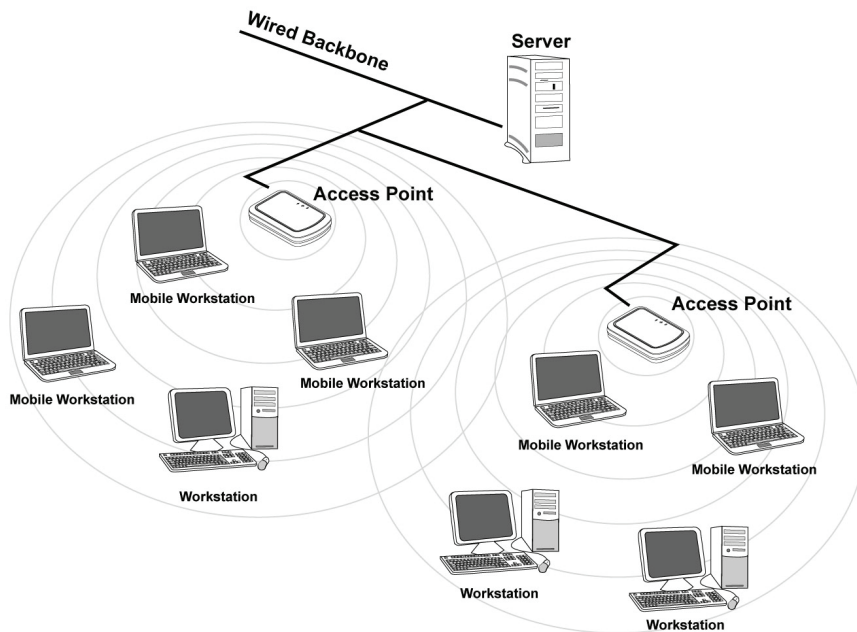 Wired Backbone
Server
Access Point
Mobile Workstation
Access Point
Mobile Workstation
Mobile Workstation
Mobile Workstation
Mobile Workstation
Workstation
Workstation
Workstation